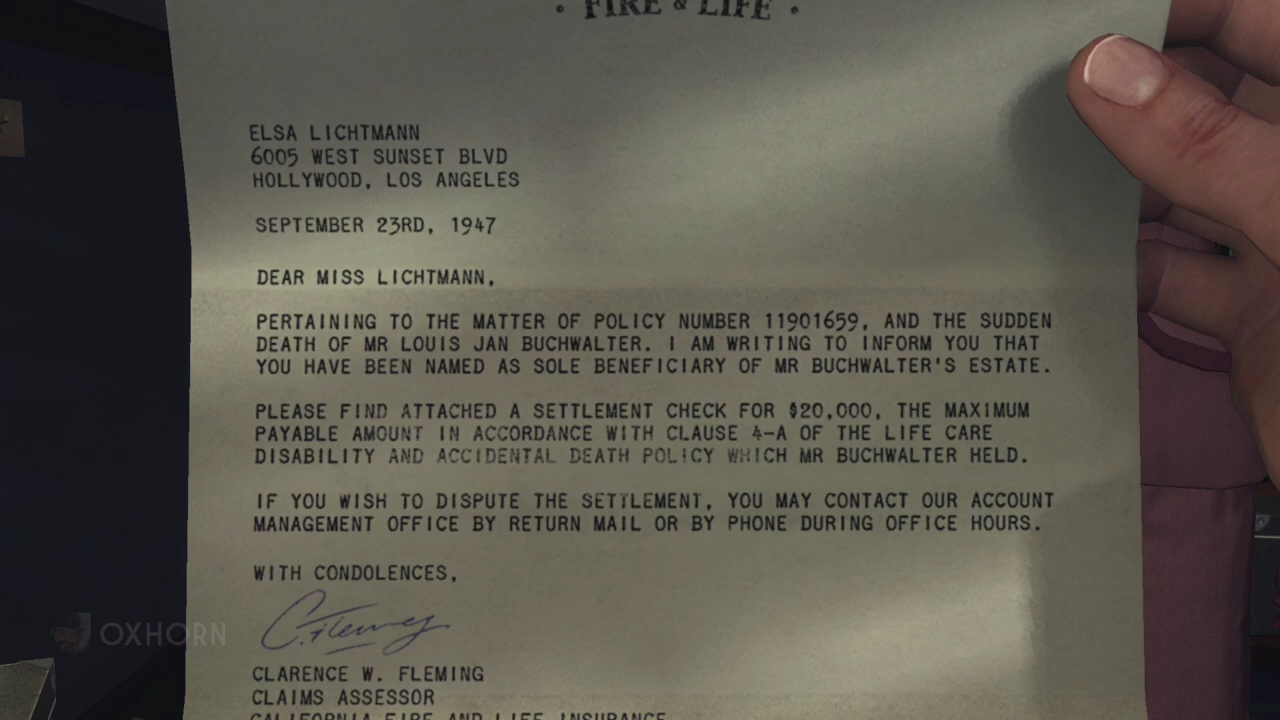 · FIRE & LIFE ·
ELSA LICHTMANN
6005 WEST SUNSET BLVD
HOLLYWOOD, LOS ANGELES
SEPTEMBER 23RD, 1947
DEAR MISS LICHTMANN,
PERTAINING TO THE MATTER OF POLICY NUMBER 11901659, AND THE SUDDEN
DEATH OF MR LOUIS JAN BUCHWALTER. I AM WRITING TO INFORM YOU THAT
YOU HAVE BEEN NAMED AS SOLE BENEFICIARY OF MR BUCHWALTER'S ESTATE.
PLEASE FIND ATTACHED A SETTLEMENT CHECK FOR $20,000, THE MAXIMUM
PAYABLE AMOUNT IN ACCORDANCE WITH CLAUSE 4-A OF THE LIFE CARE
DISABILITY AND ACCIDENTAL DEATH POLICY WHICH MR BUCHWALTER HELD.
IF YOU WISH TO DISPUTE THE SETTLEMENT, YOU MAY CONTACT OUR ACCOUNT
MANAGEMENT OFFICE BY RETURN MAIL OR BY PHONE DURING OFFICE HOURS.
WITH CONDOLENCES,
C. Fleming
OXHORN
CLARENCE W. FLEMING
CLAIMS ASSESSOR
CALIFORNIA FIRE AND LIFE INSURANCE